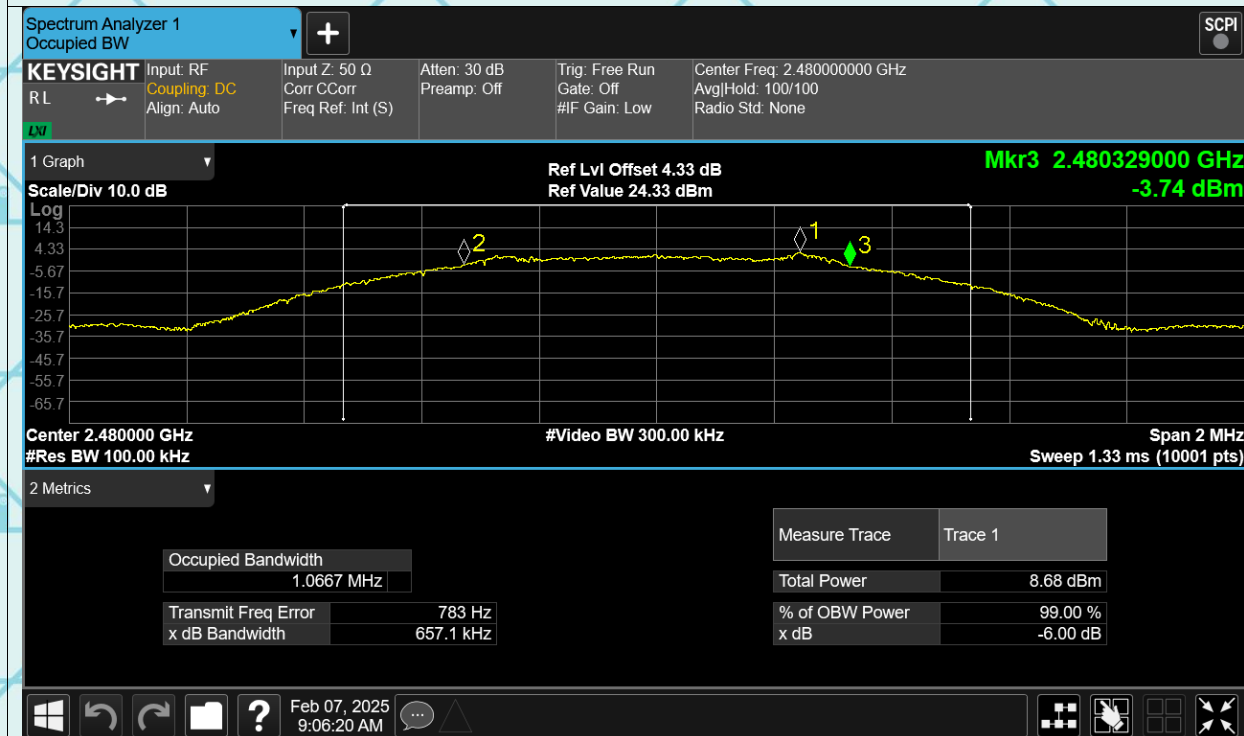 Spectrum Analyzer 1
Occupied BW
SCPI
KEYSIGHT
R L
LXI
Input: RF
Coupling: DC
Align: Auto
Input Z: 50 Ω
Corr CCorr
Freq Ref: Int (S)
Atten: 30 dB
Preamp: Off
Trig: Free Run
Gate: Off
#IF Gain: Low
Center Freq: 2.480000000 GHz
Avg|Hold: 100/100
Radio Std: None
1 Graph
Scale/Div 10.0 dB
Ref Lvl Offset 4.33 dB
Ref Value 24.33 dBm
Mkr3 2.480329000 GHz
-3.74 dBm
Log
14.3
4.33
-5.67
-15.7
-25.7
-35.7
-45.7
-55.7
-65.7
2
1
3
Center 2.480000 GHz
#Video BW 300.00 kHz
Span 2 MHz
#Res BW 100.00 kHz
Sweep 1.33 ms (10001 pts)
2 Metrics
Occupied Bandwidth
1.0667 MHz
Transmit Freq Error 783 Hz
x dB Bandwidth 657.1 kHz
Measure Trace Trace 1
Total Power 8.68 dBm
% of OBW Power 99.00 %
x dB -6.00 dB
?
Feb 07, 2025
9:06:20 AM